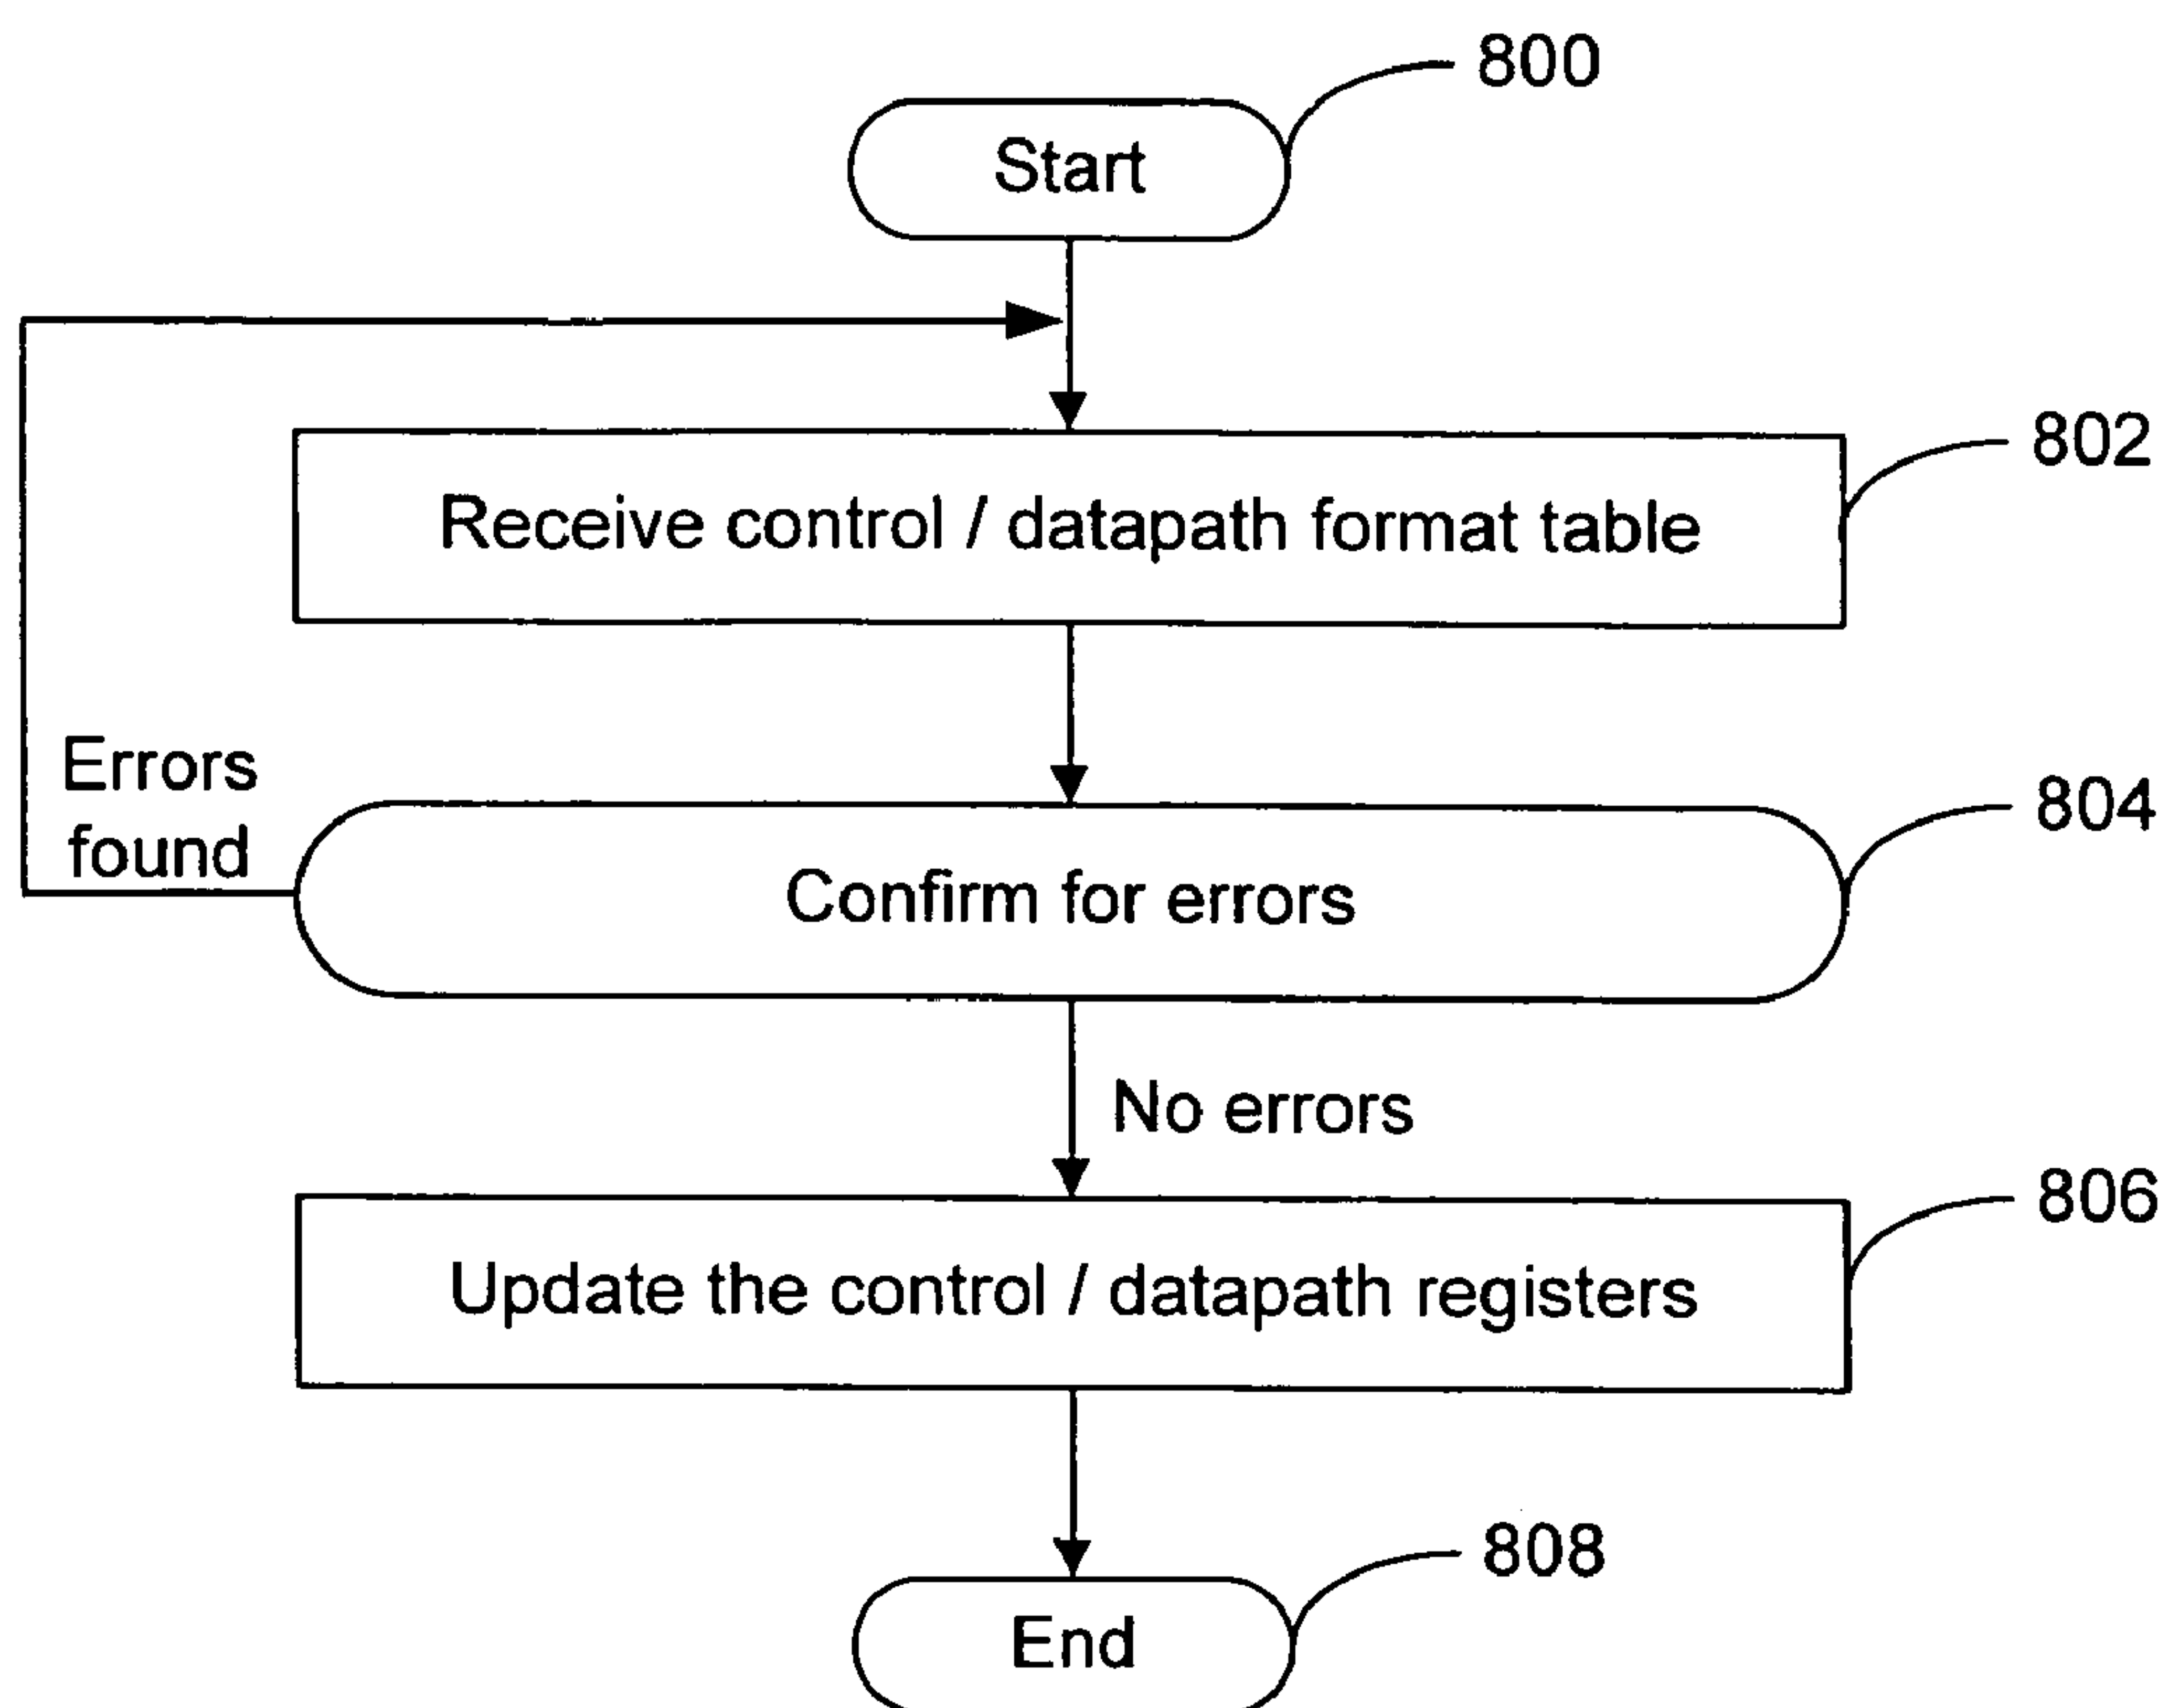 800
Start
802
Receive control / datapath format table
Errors
found
804
Confirm for errors
No errors
806
Update the control / datapath registers
808
End